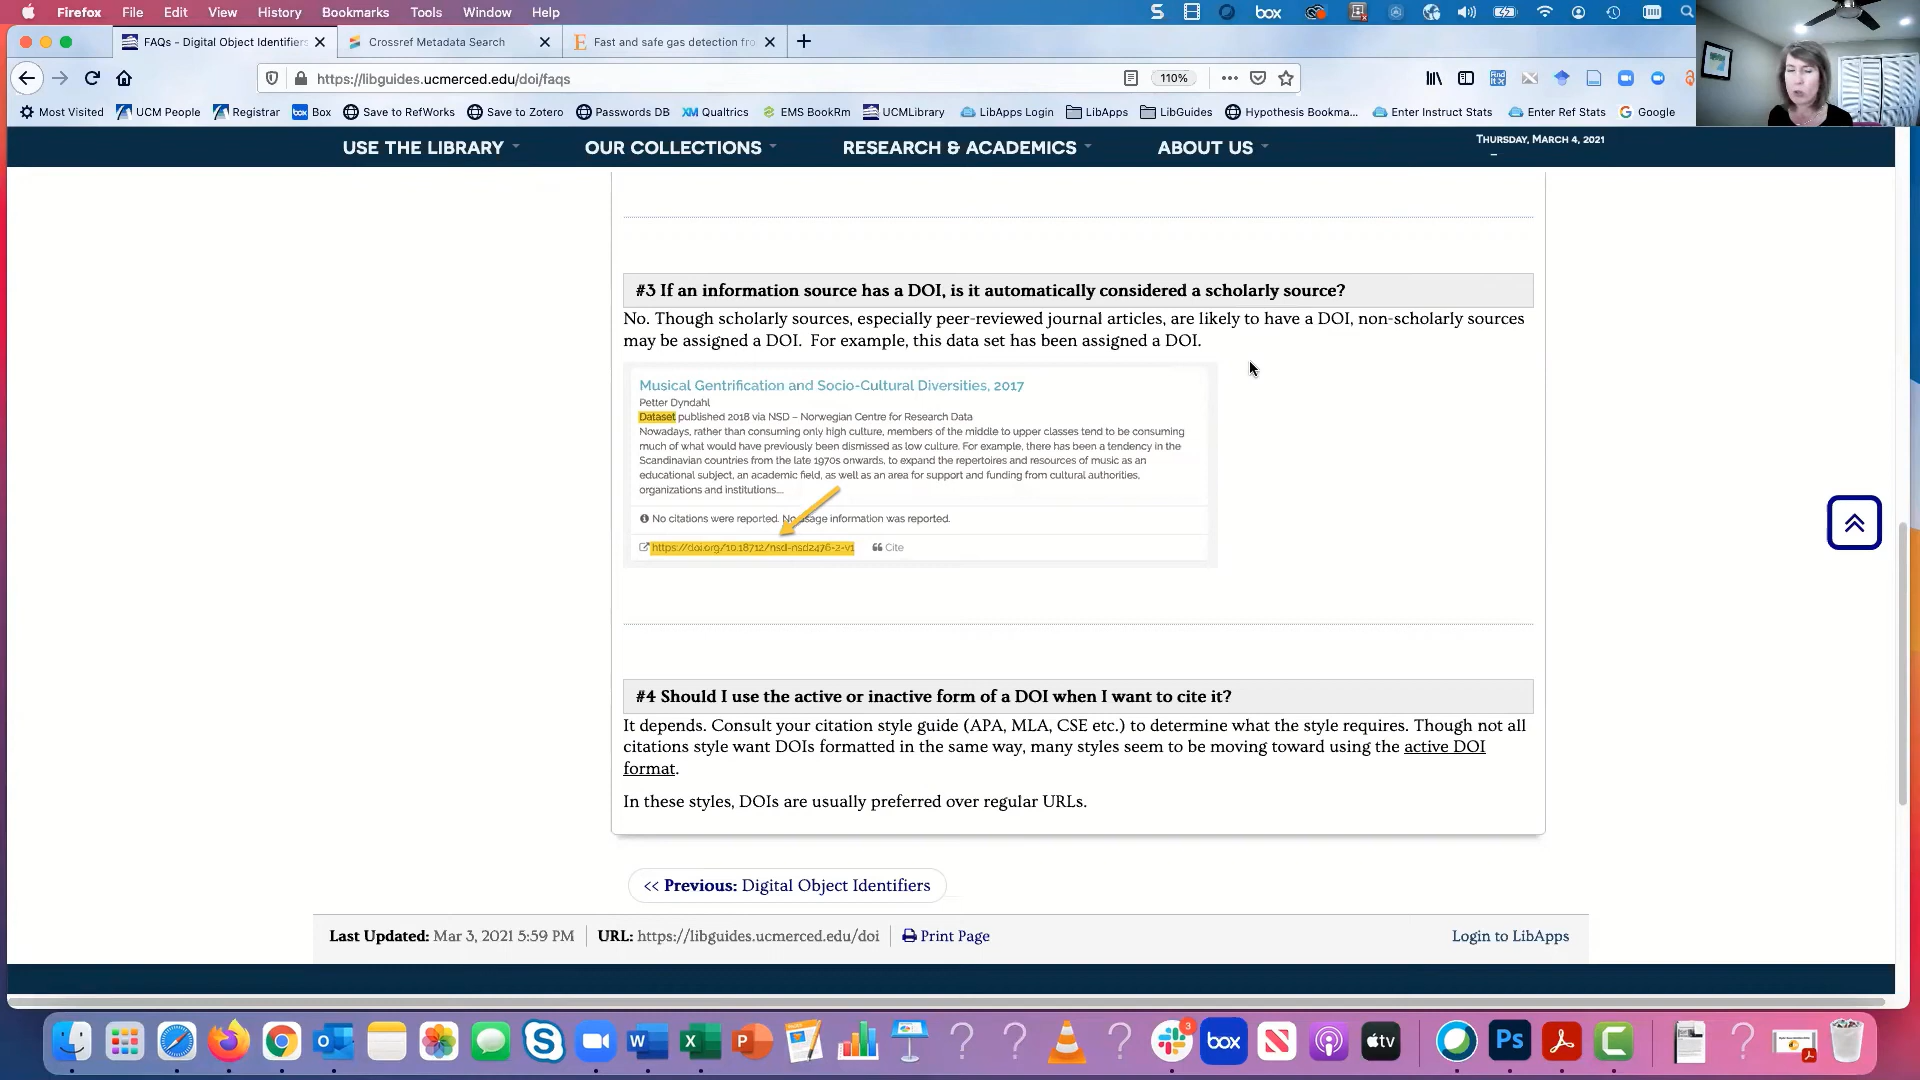 Firefox File Edit View History Bookmarks Tools Window Help
box
FAQs - Digital Object Identifiers
Crossref Metadata Search
Fast and safe gas detection fro
https://libguides.ucmerced.edu/doi/faqs
110%
Most Visited UCM People Registrar Box Save to RefWorks Save to Zotero Passwords DB Qualtrics EMS BookRm UCMLibrary LibApps Login LibApps LibGuides Hypothesis Bookma... Enter Instruct Stats Enter Ref Stats Google
USE THE LIBRARY OUR COLLECTIONS RESEARCH & ACADEMICS ABOUT US
THURSDAY, MARCH 4, 2021
#3 If an information source has a DOI, is it automatically considered a scholarly source?
No. Though scholarly sources, especially peer-reviewed journal articles, are likely to have a DOI, non-scholarly sources
may be assigned a DOI. For example, this data set has been assigned a DOI.
Musical Gentrification and Socio-Cultural Diversities, 2017
Petter Dyndahl
Dataset published 2018 via NSD – Norwegian Centre for Research Data
Nowadays, rather than consuming only high culture, members of the middle to upper classes tend to be consuming
much of what would have previously been dismissed as low culture. For example, there has been a tendency in the
Scandinavian countries from the late 1970s onwards, to expand the repertoires and resources of music as an
educational subject, an academic field, as well as an area for support and funding from cultural authorities,
organizations and institutions...
No citations were reported. No usage information was reported.
https://doi.org/10.18712/nsd-nsd2476-2-v1 Cite
#4 Should I use the active or inactive form of a DOI when I want to cite it?
It depends. Consult your citation style guide (APA, MLA, CSE etc.) to determine what the style requires. Though not all
citations style want DOIs formatted in the same way, many styles seem to be moving toward using the active DOI
format.
In these styles, DOIs are usually preferred over regular URLs.
<< Previous: Digital Object Identifiers
Last Updated: Mar 3, 2021 5:59 PM URL: https://libguides.ucmerced.edu/doi Print Page Login to LibApps
3
box
tv
Ps